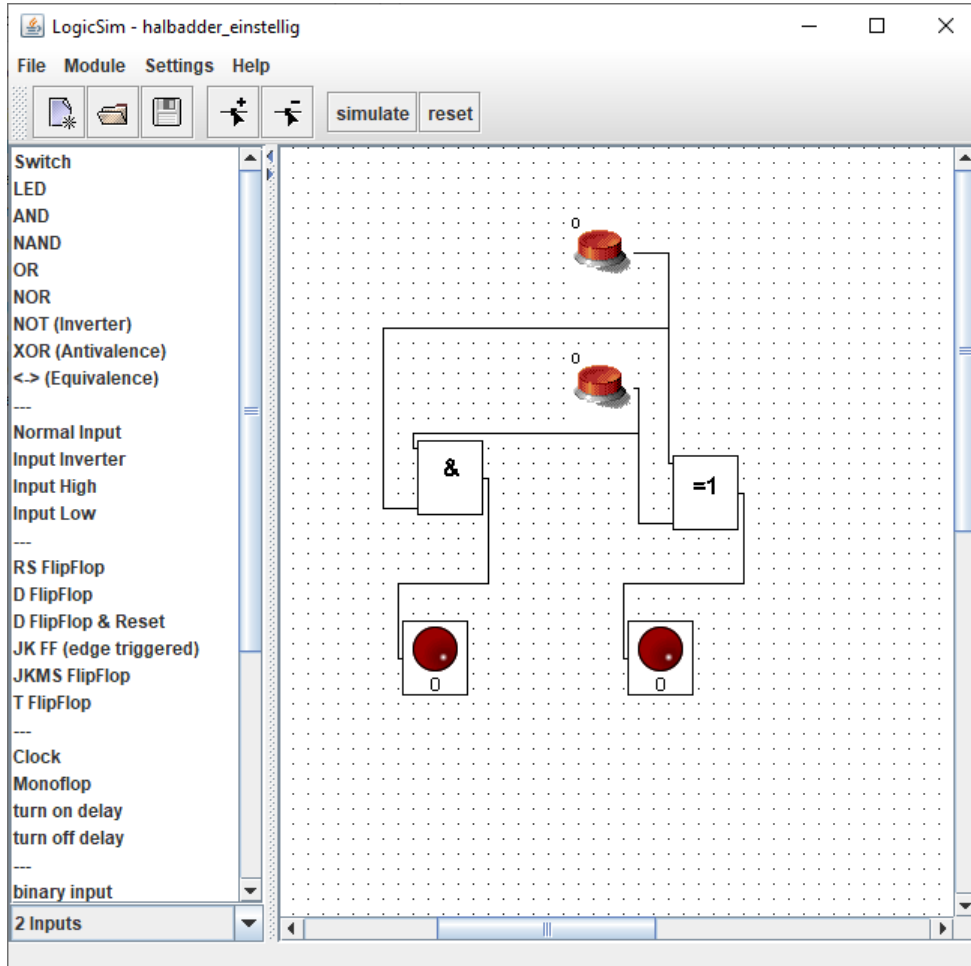 LogicSim - halbadder_einstellig
File Module Settings Help
simulate reset
Switch
LED
AND
NAND
OR
NOR
NOT (Inverter)
XOR (Antivalence)
<-> (Equivalence)
---
Normal Input
Input Inverter
Input High
Input Low
---
RS FlipFlop
D FlipFlop
D FlipFlop & Reset
JK FF (edge triggered)
JKMS FlipFlop
T FlipFlop
---
Clock
Monoflop
turn on delay
turn off delay
---
binary input
2 Inputs
0
0
&
=1
0 0